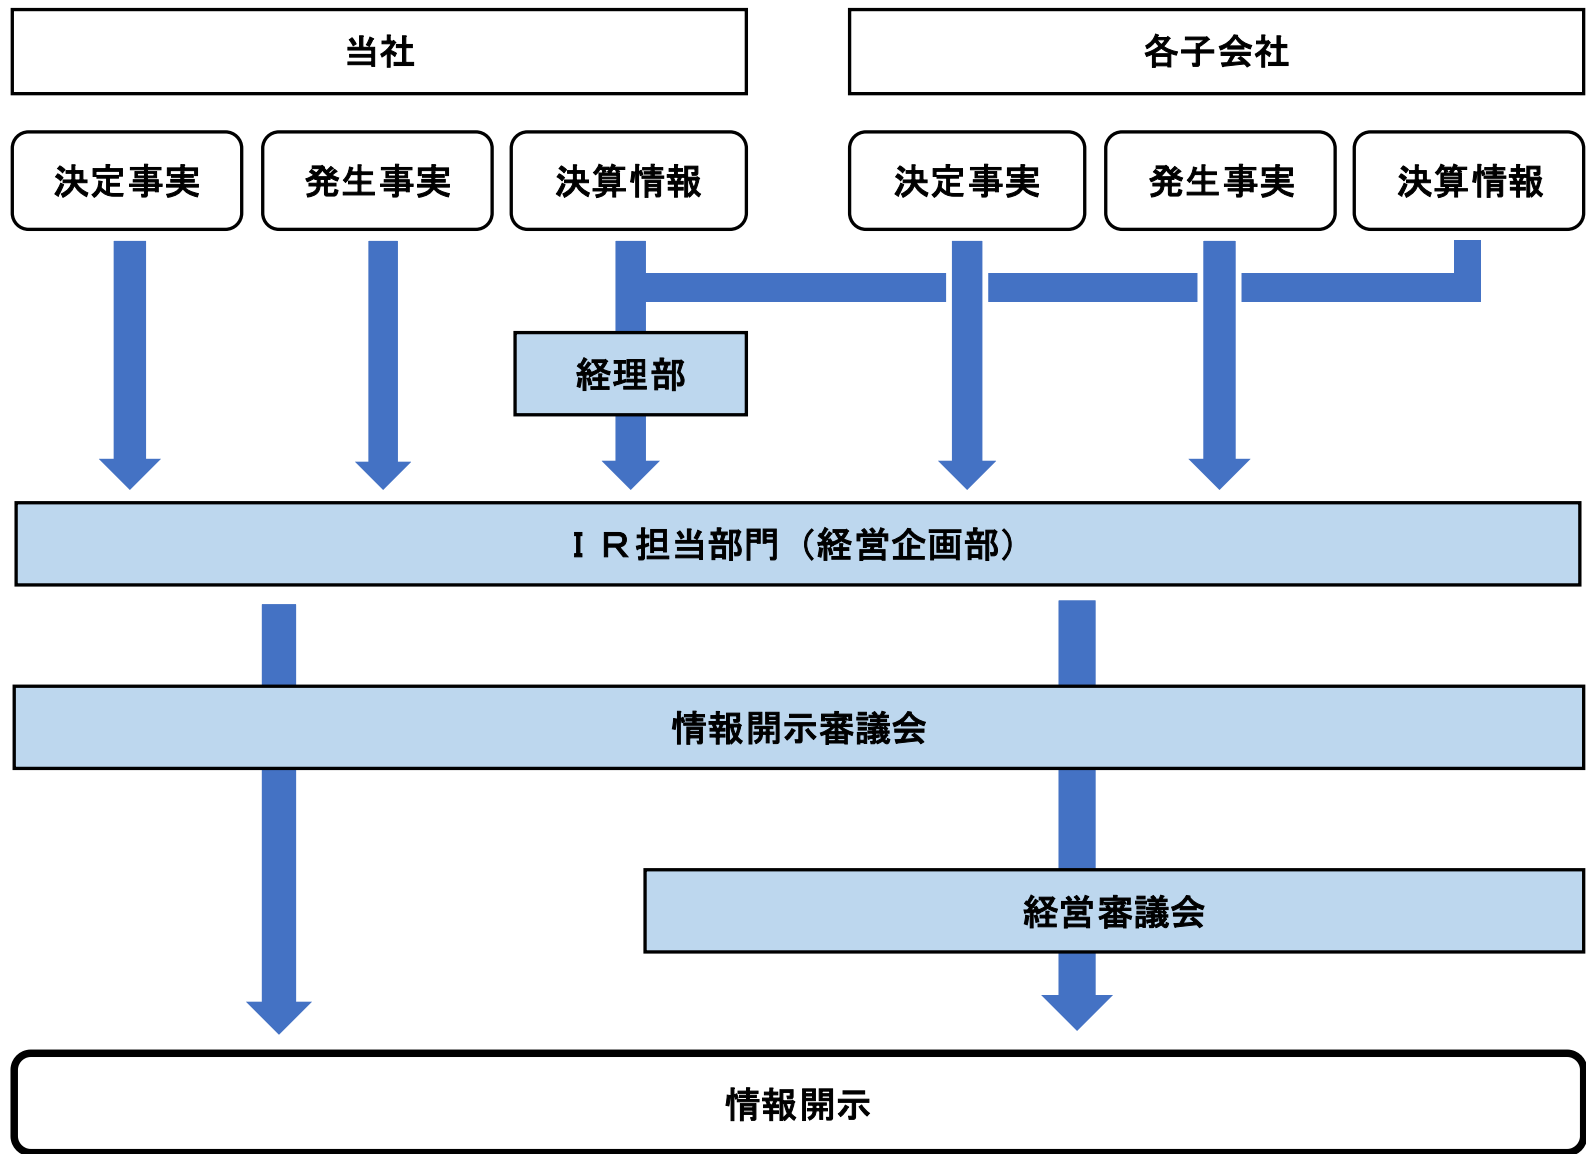 当社
各子会社
決定事実
発生事実
決算情報
決定事実
発生事実
決算情報
経理部
ＩＲ担当部門（経営企画部）
情報開示審議会
経営審議会
情報開示